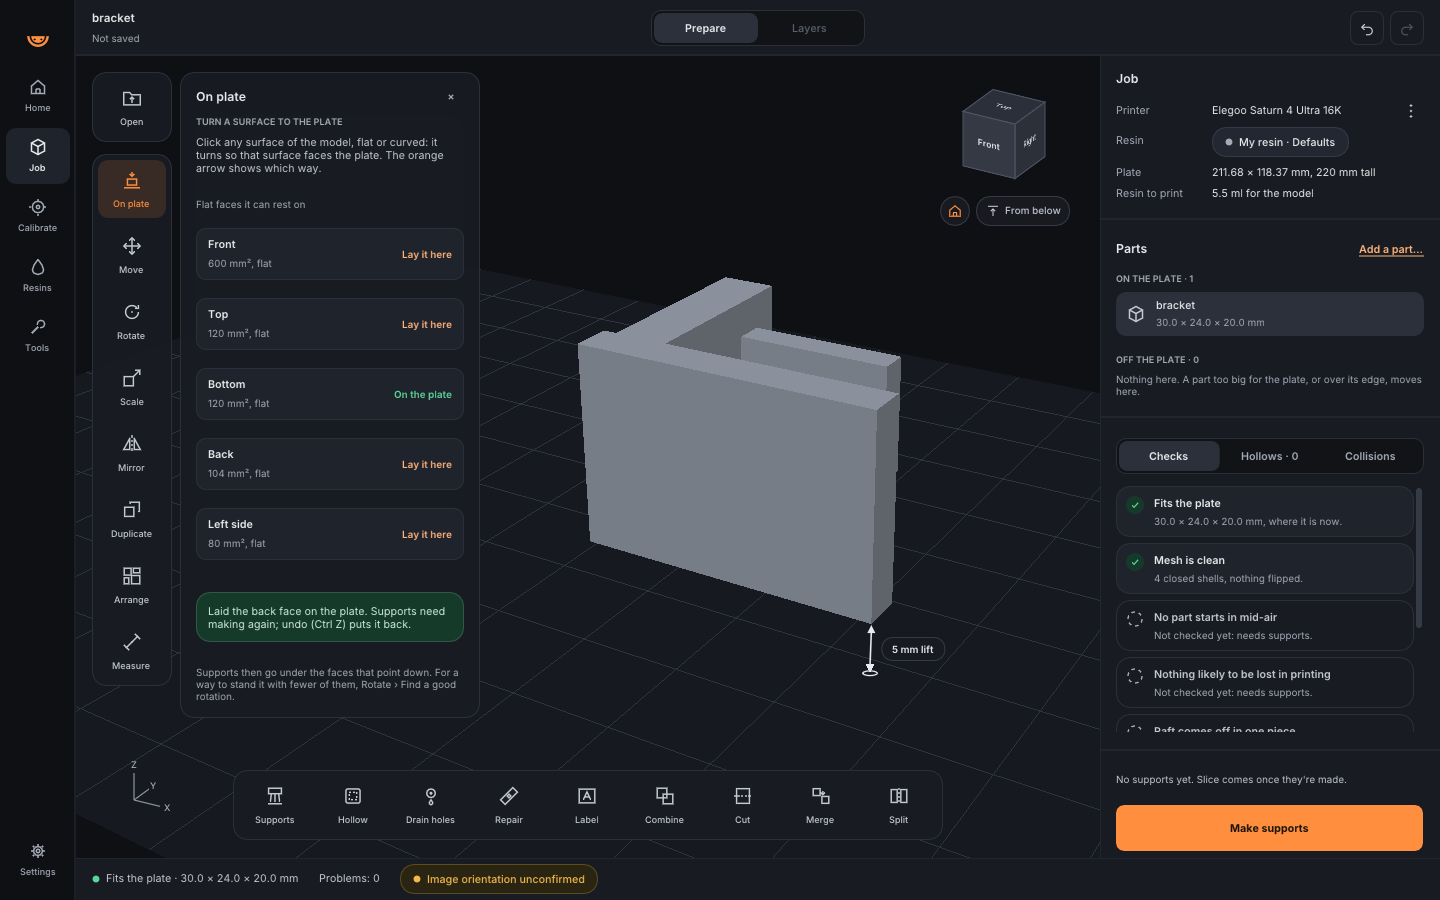 bracket
Not saved
Prepare
Layers
Home
Job
Calibrate
Resins
Tools
Settings
Open
On plate
Move
Rotate
Scale
Mirror
Duplicate
Arrange
Measure
On plate
TURN A SURFACE TO THE PLATE
Click any surface of the model, flat or curved: it
turns so that surface faces the plate. The orange
arrow shows which way.
Flat faces it can rest on
Front
600 mm², flat
Lay it here
Top
120 mm², flat
Lay it here
Bottom
120 mm², flat
On the plate
Back
104 mm², flat
Lay it here
Left side
80 mm², flat
Lay it here
Laid the back face on the plate. Supports need
making again; undo (Ctrl Z) puts it back.
Supports then go under the faces that point down. For a
way to stand it with fewer of them, Rotate › Find a good
rotation.
Top
Front
Right
From below
5 mm lift
Z
Y
X
Supports
Hollow
Drain holes
Repair
Label
Combine
Cut
Merge
Split
Job
Printer
Elegoo Saturn 4 Ultra 16K
Resin
My resin · Defaults
Plate
211.68 × 118.37 mm, 220 mm tall
Resin to print
5.5 ml for the model
Parts
Add a part...
ON THE PLATE · 1
bracket
30.0 × 24.0 × 20.0 mm
OFF THE PLATE · 0
Nothing here. A part too big for the plate, or over its edge, moves
here.
Checks
Hollows · 0
Collisions
Fits the plate
30.0 × 24.0 × 20.0 mm, where it is now.
Mesh is clean
4 closed shells, nothing flipped.
No part starts in mid-air
Not checked yet: needs supports.
Nothing likely to be lost in printing
Not checked yet: needs supports.
Raft comes off in one piece
No supports yet. Slice comes once they're made.
Make supports
Fits the plate · 30.0 × 24.0 × 20.0 mm
Problems: 0
Image orientation unconfirmed